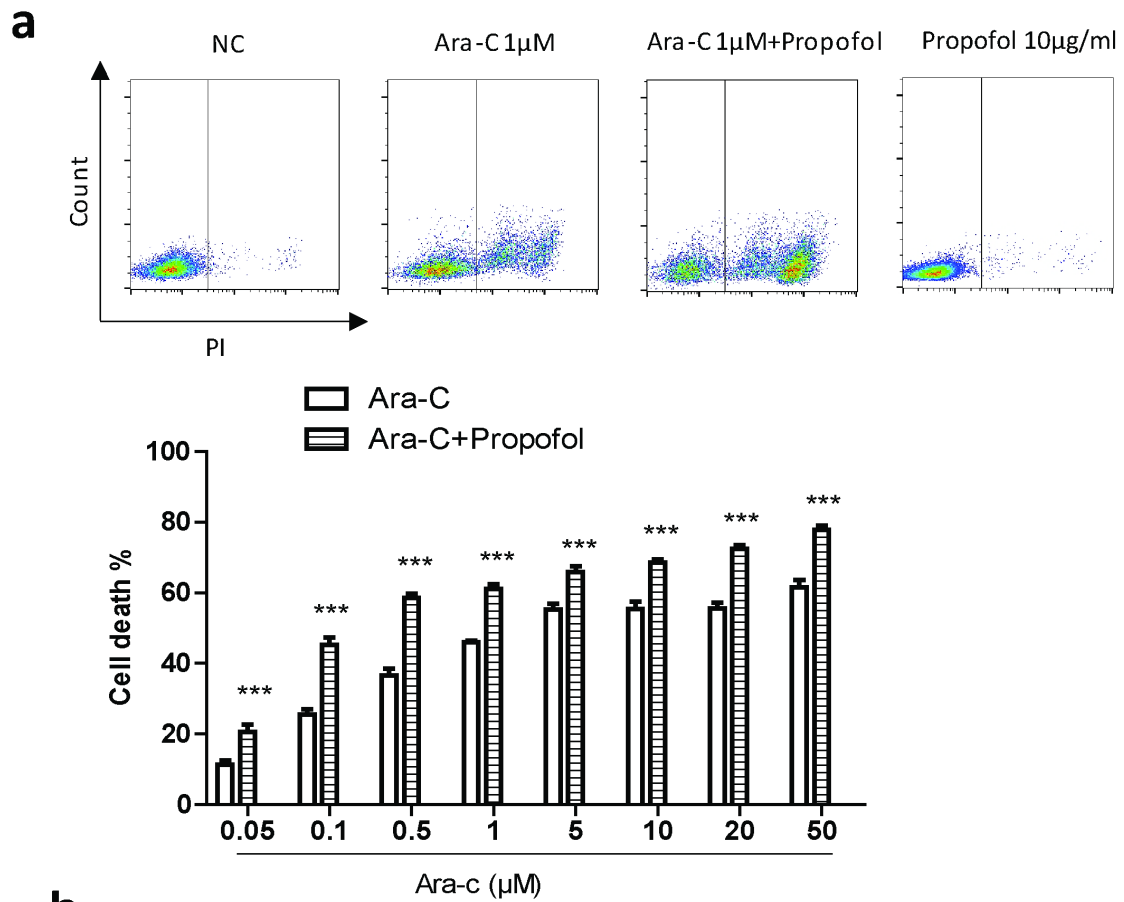 a
NC
Ara-C 1µM
Ara-C 1µM+Propofol
Propofol 10µg/ml
Count
PI
Ara-C
Ara-C+Propofol
Cell death %
100
80
60
40
20
0
***
***
***
***
***
***
***
***
0.05 0.1 0.5 1 5 10 20 50
Ara-c (µM)